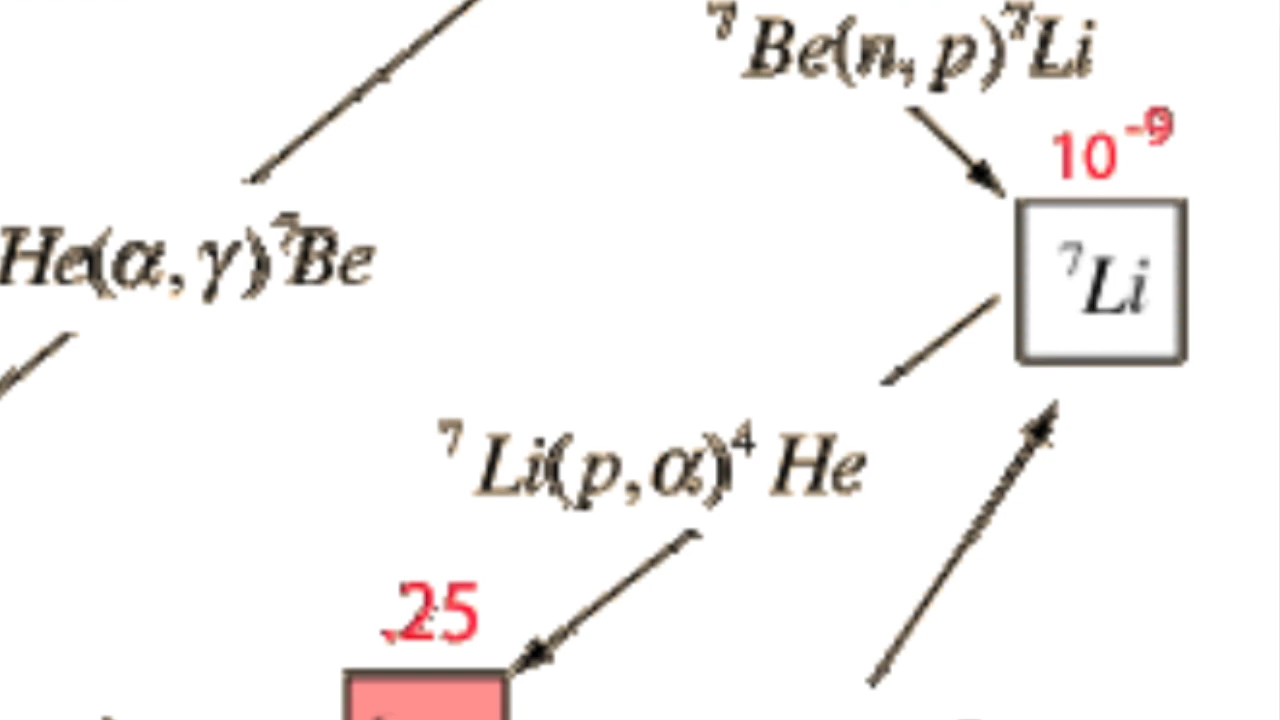 ⁷Be(n, p)⁷Li
10⁻⁹
He(α, γ)⁷Be
⁷Li
⁷Li(p, α)⁴He
.25